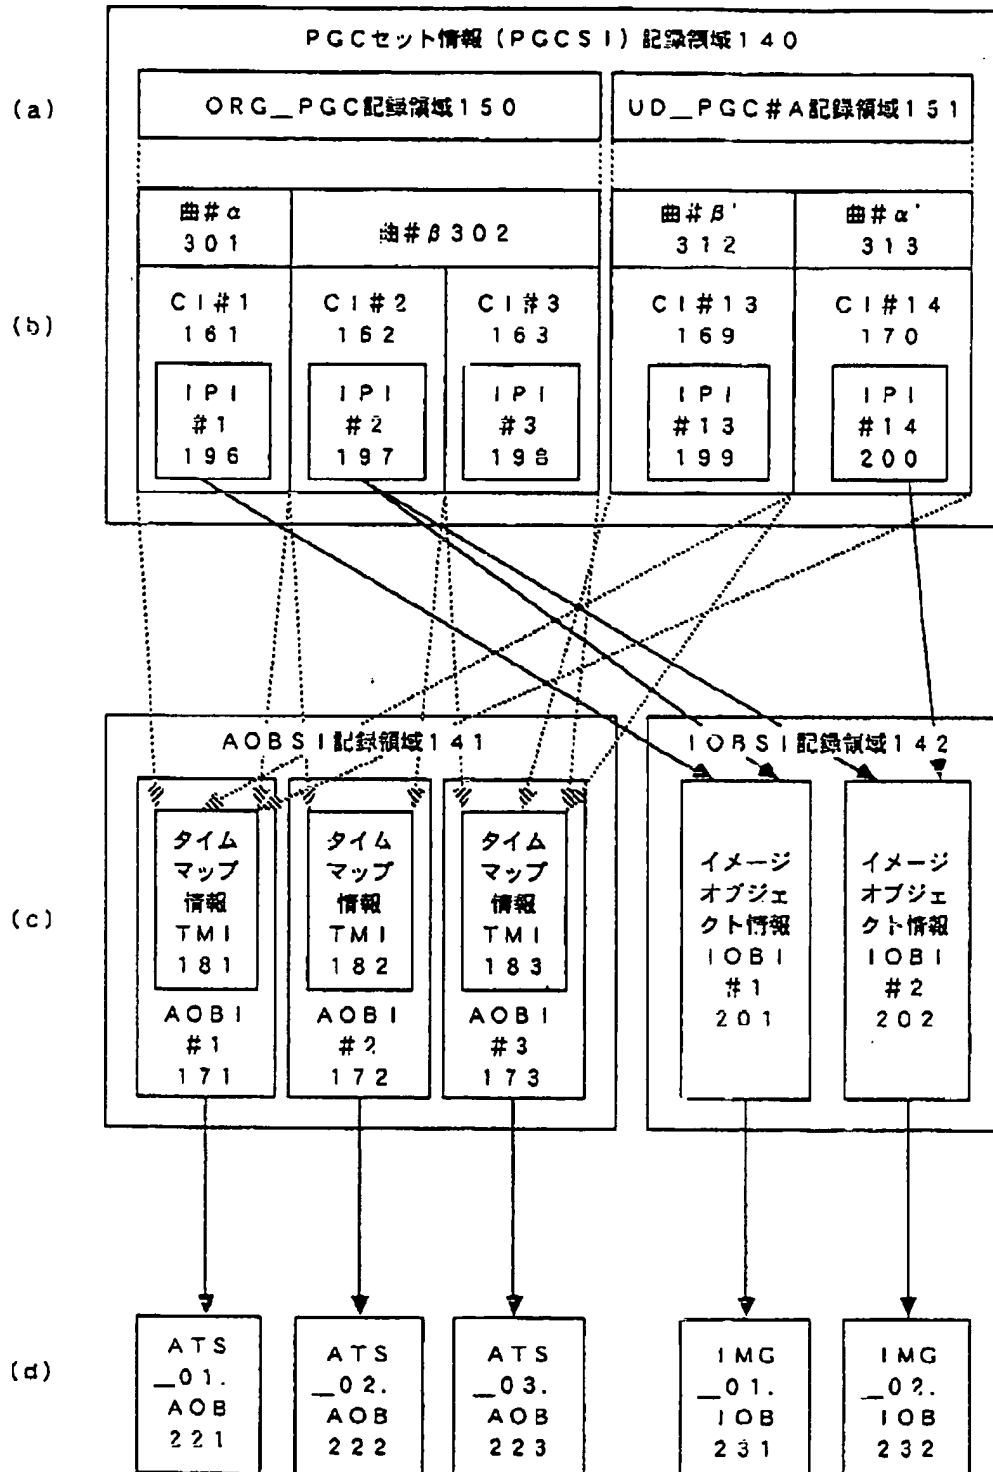 PGCセット情報(PGCSI)記録領域140
(a)
ORG__PGC記録領域150
UD__PGC#A記録領域151
曲#α
301
曲#β302
曲#β'
312
曲#α'
313
(b)
CI#1
161
CI#2
162
CI#3
163
CI#13
169
CI#14
170
IPI
#1
196
IPI
#2
197
IPI
#3
198
IPI
#13
199
IPI
#14
200
AOBSI記録領域141
IOBSI記録領域142
(c)
タイム
マップ
情報
TMI
181
タイム
マップ
情報
TMI
182
タイム
マップ
情報
TMI
183
AOBI
#1
171
AOBI
#2
172
AOBI
#3
173
イメージ
オブジェ
クト情報
IOBI
#1
201
イメージ
オブジェ
クト情報
IOBI
#2
202
(d)
ATS
__01.
AOB
221
ATS
__02.
AOB
222
ATS
__03.
AOB
223
IMG
__01.
IOB
231
IMG
__02.
IOB
232